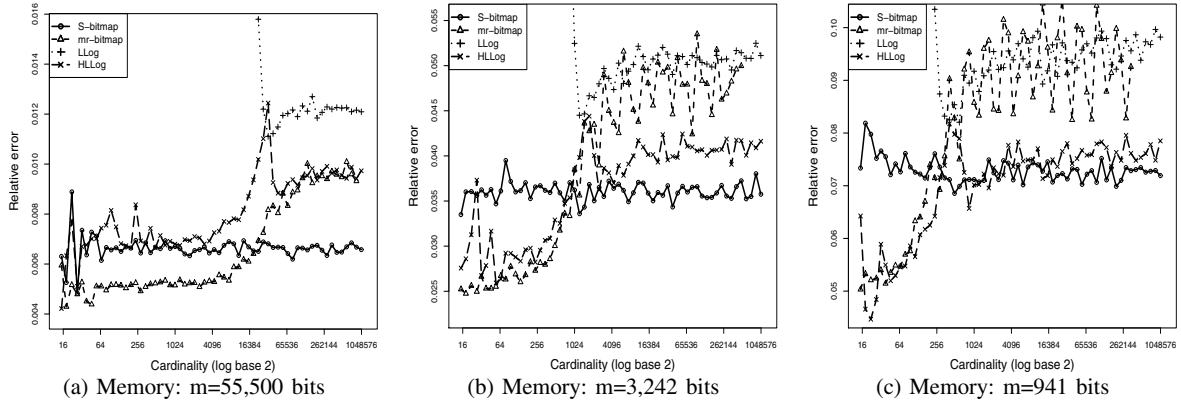 S-bitmap
mr-bitmap
LLog
HLLog
Relative error
0.004 0.006 0.008 0.010 0.012 0.014 0.016
16 64 256 1024 4096 16384 65536 262144 1048576
Cardinality (log base 2)
(a) Memory: m=55,500 bits
S-bitmap
mr-bitmap
LLog
HLLog
Relative error
0.025 0.030 0.035 0.040 0.045 0.050 0.055
16 64 256 1024 4096 16384 65536 262144 1048576
Cardinality (log base 2)
(b) Memory: m=3,242 bits
S-bitmap
mr-bitmap
LLog
HLLog
Relative error
0.05 0.06 0.07 0.08 0.09 0.10
16 64 256 1024 4096 16384 65536 262144 1048576
Cardinality (log base 2)
(c) Memory: m=941 bits